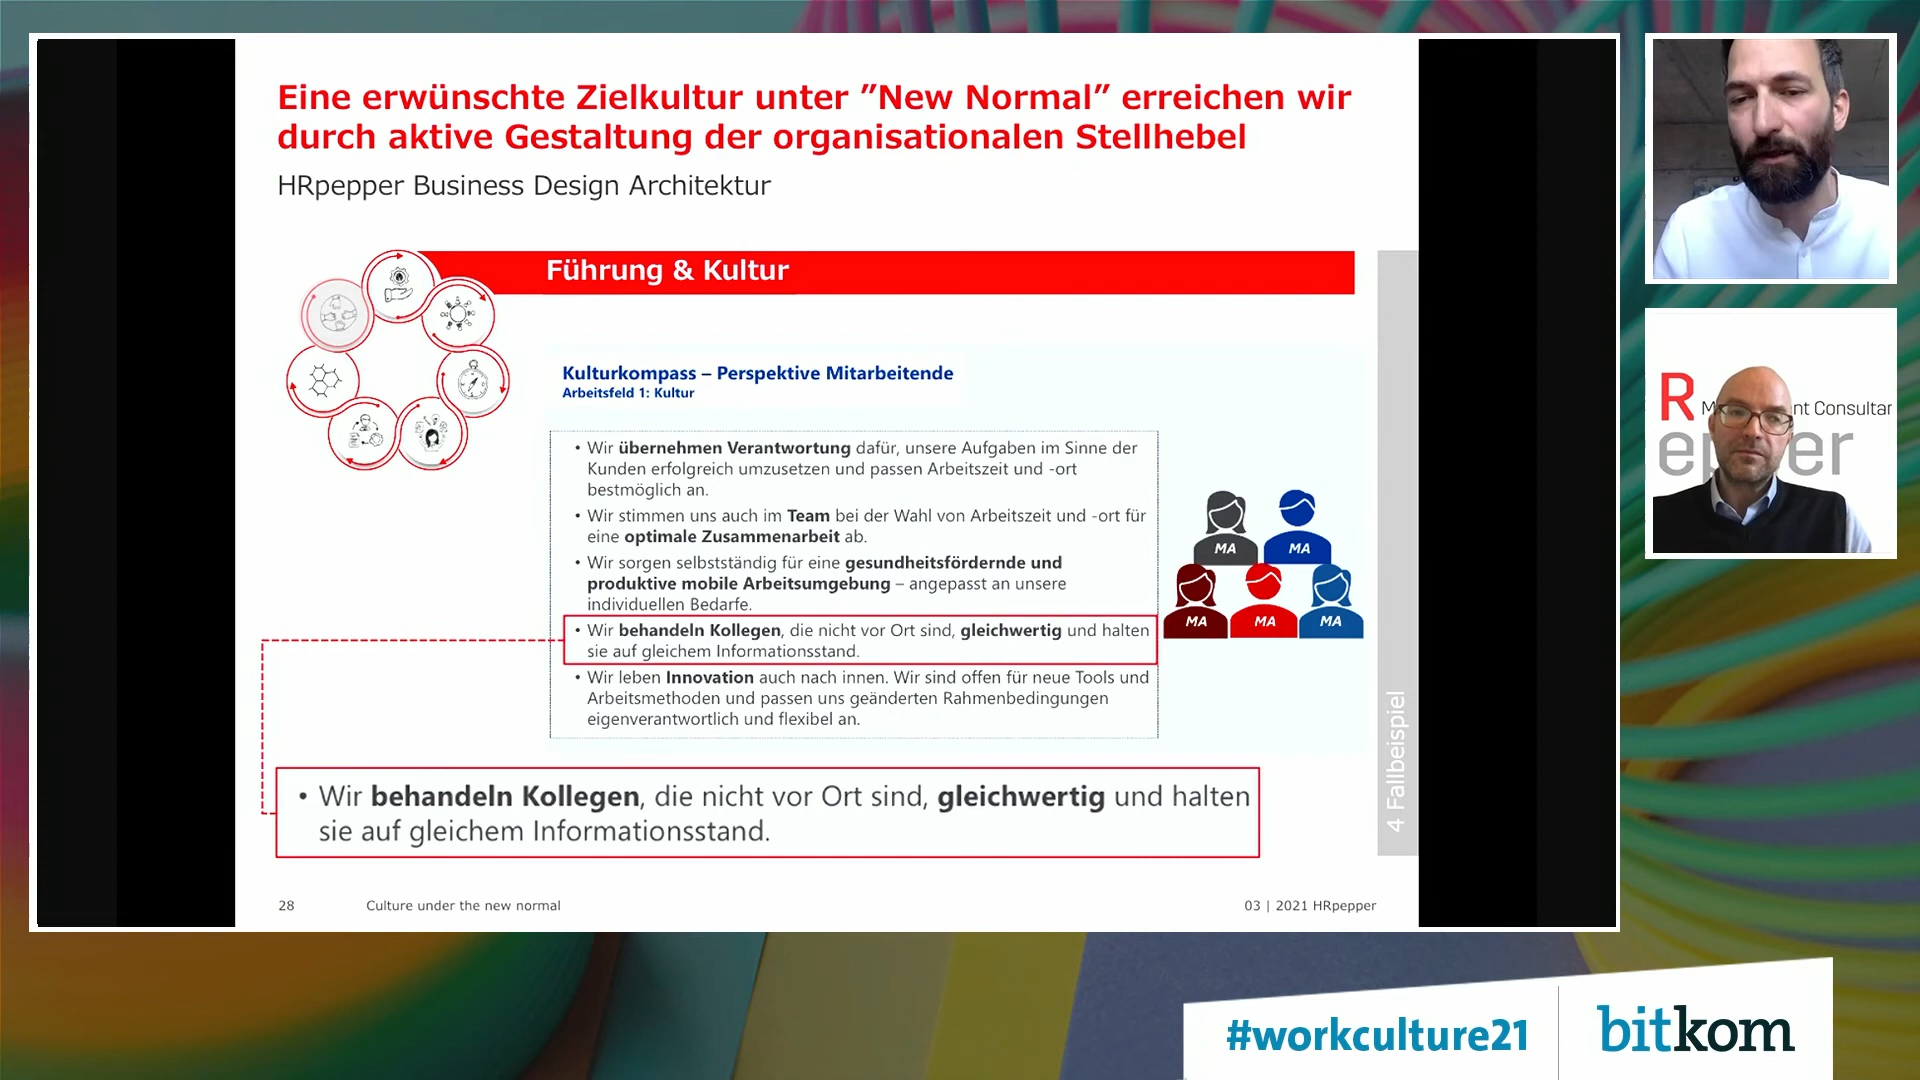 Eine erwünschte Zielkultur unter ”New Normal” erreichen wir
durch aktive Gestaltung der organisationalen Stellhebel
HRpepper Business Design Architektur
Führung & Kultur
Kulturkompass – Perspektive Mitarbeitende
Arbeitsfeld 1: Kultur
• Wir übernehmen Verantwortung dafür, unsere Aufgaben im Sinne der
Kunden erfolgreich umzusetzen und passen Arbeitszeit und -ort
bestmöglich an.
• Wir stimmen uns auch im Team bei der Wahl von Arbeitszeit und -ort für
eine optimale Zusammenarbeit ab.
• Wir sorgen selbstständig für eine gesundheitsfördernde und
produktive mobile Arbeitsumgebung – angepasst an unsere
individuellen Bedarfe.
• Wir behandeln Kollegen, die nicht vor Ort sind, gleichwertig und halten
sie auf gleichem Informationsstand.
• Wir leben Innovation auch nach innen. Wir sind offen für neue Tools und
Arbeitsmethoden und passen uns geänderten Rahmenbedingungen
eigenverantwortlich und flexibel an.
MA MA
MA MA MA
4 Fallbeispiel
• Wir behandeln Kollegen, die nicht vor Ort sind, gleichwertig und halten
sie auf gleichem Informationsstand.
28 Culture under the new normal 03 | 2021 HRpepper
#workculture21 bitkom